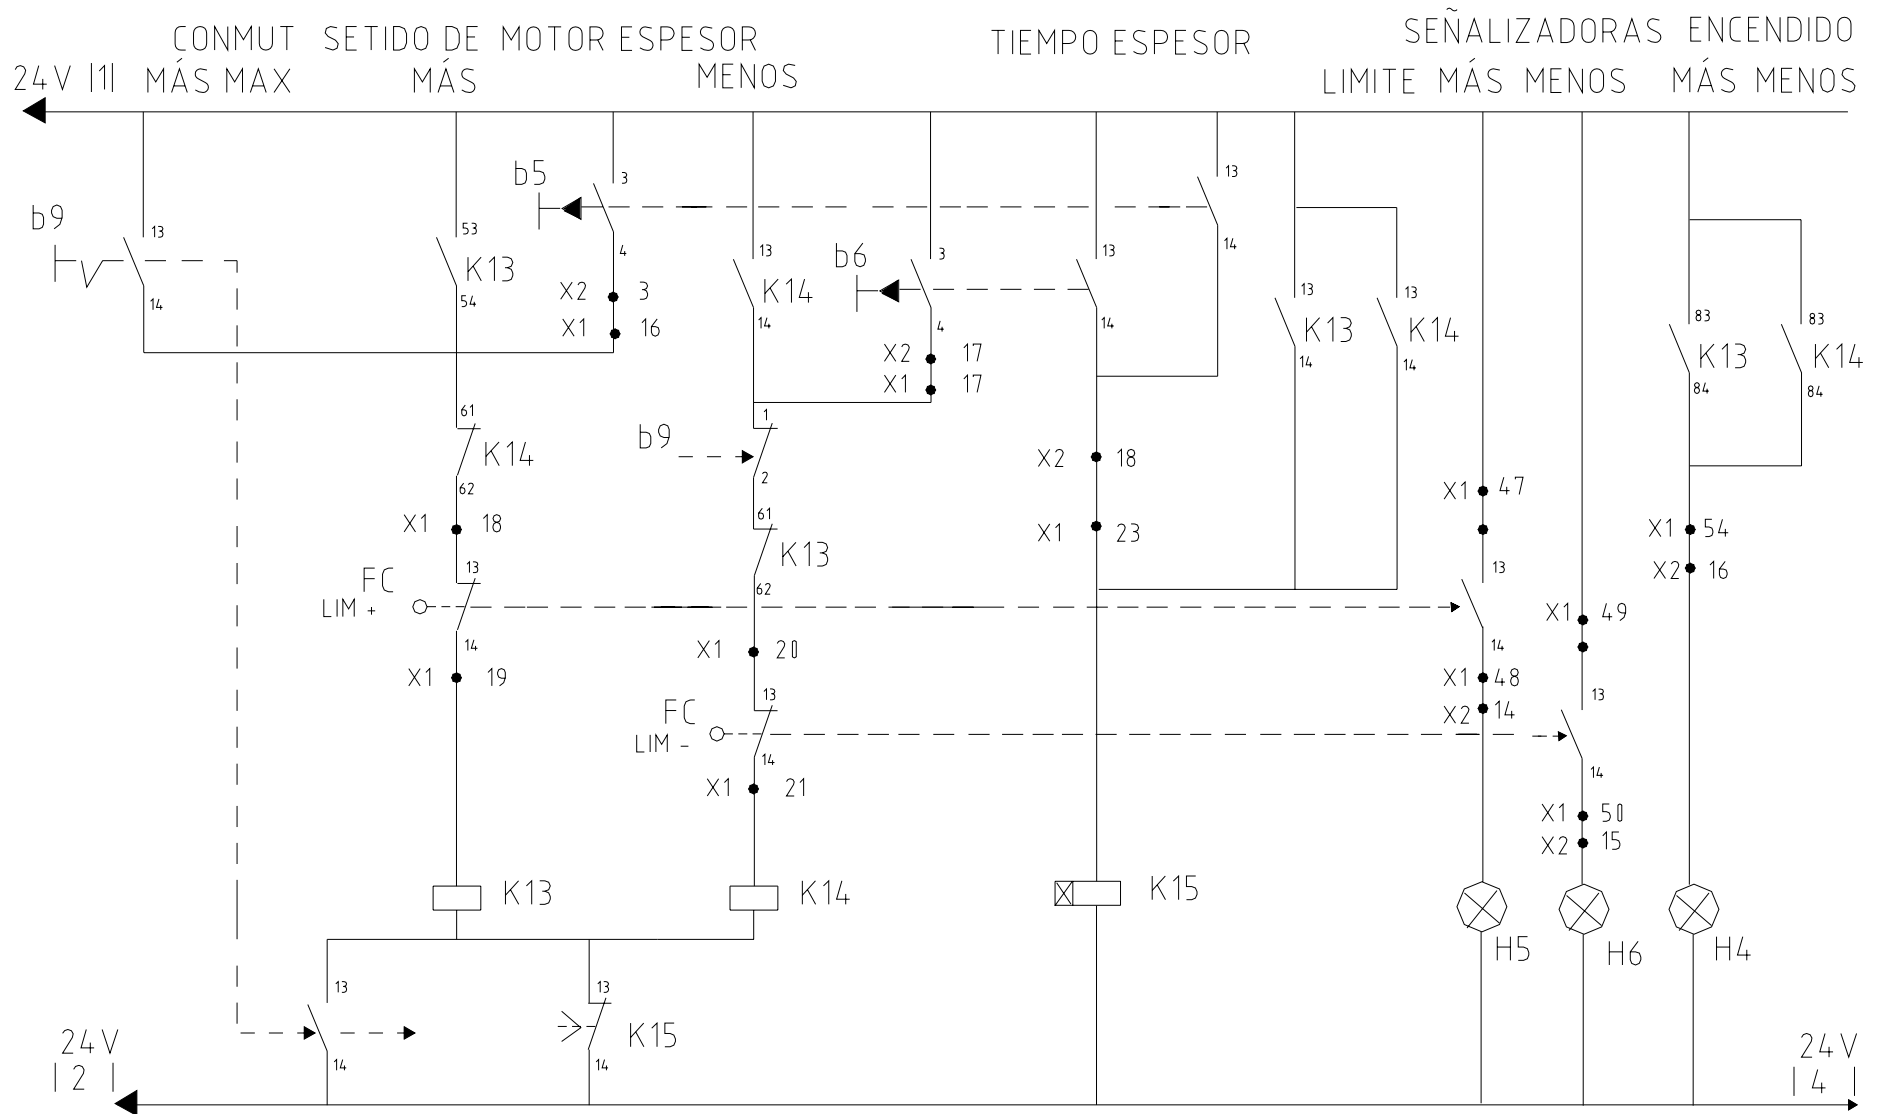 CONMUT SETIDO DE MOTOR ESPESOR
TIEMPO ESPESOR
SEÑALIZADORAS ENCENDIDO
24V |1| MÁS MAX MÁS MENOS
LIMITE MÁS MENOS MÁS MENOS
b5 3
13
b9 13
53
4
14
K13
54
14
X2 3
X1 16
13
K14
14
b6 3
4
13
14
X2 17
X1 17
13
K13
14
13
K14
14
83
K13
84
83
K14
84
61
K14
62
1
b9
2
X2 18
X1 47
X1 18
61
K13
62
X1 23
X1 54
X2 16
FC
LIM +
13
14
13
14
X1 49
X1 19
X1 20
X1 48
X2 14
FC
LIM -
13
14
13
14
X1 21
X1 50
X2 15
K13
K14
K15
H5
H6
H4
13
14
13
K15
14
24V
| 2 |
24V
| 4 |